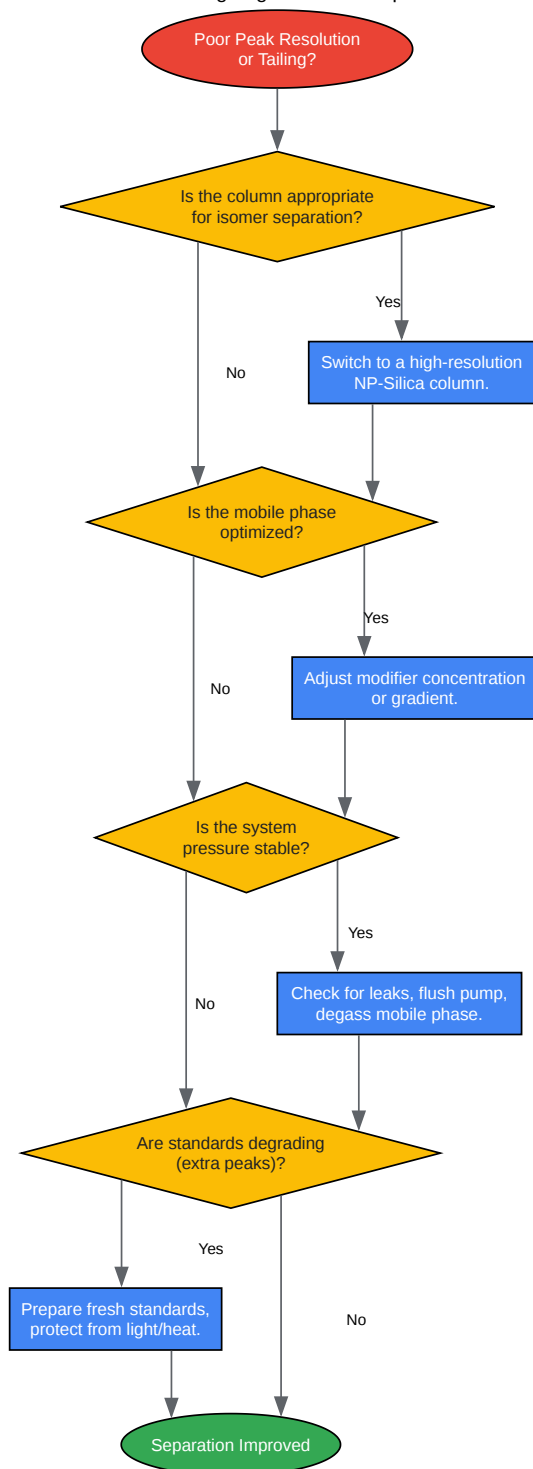 Poor Peak Resolution
or Tailing?
Is the column appropriate
for isomer separation?
Yes
No
Switch to a high-resolution
NP-Silica column.
Is the mobile phase
optimized?
Yes
No
Adjust modifier concentration
or gradient.
Is the system
pressure stable?
Yes
No
Check for leaks, flush pump,
degass mobile phase.
Are standards degrading
(extra peaks)?
Yes
No
Prepare fresh standards,
protect from light/heat.
Separation Improved